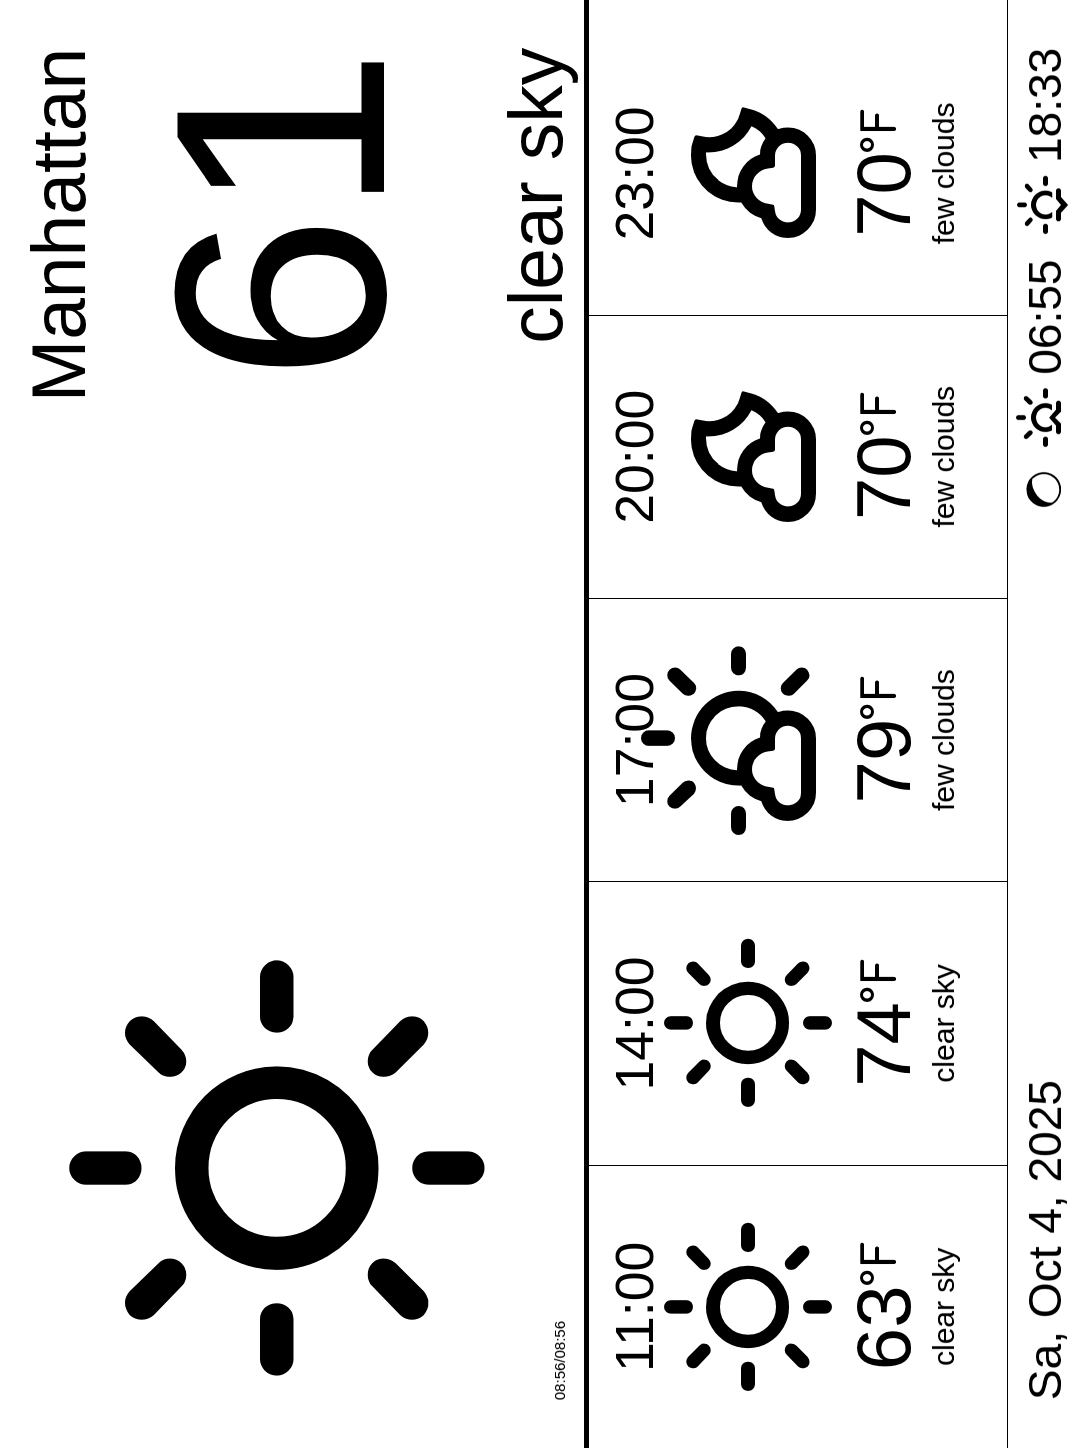 Manhattan
61
clear sky
08:56/08:56
11:00
63°F
clear sky
14:00
74°F
clear sky
17:00
79°F
few clouds
20:00
70°F
few clouds
23:00
70°F
few clouds
Sa, Oct 4, 2025
06:55
18:33